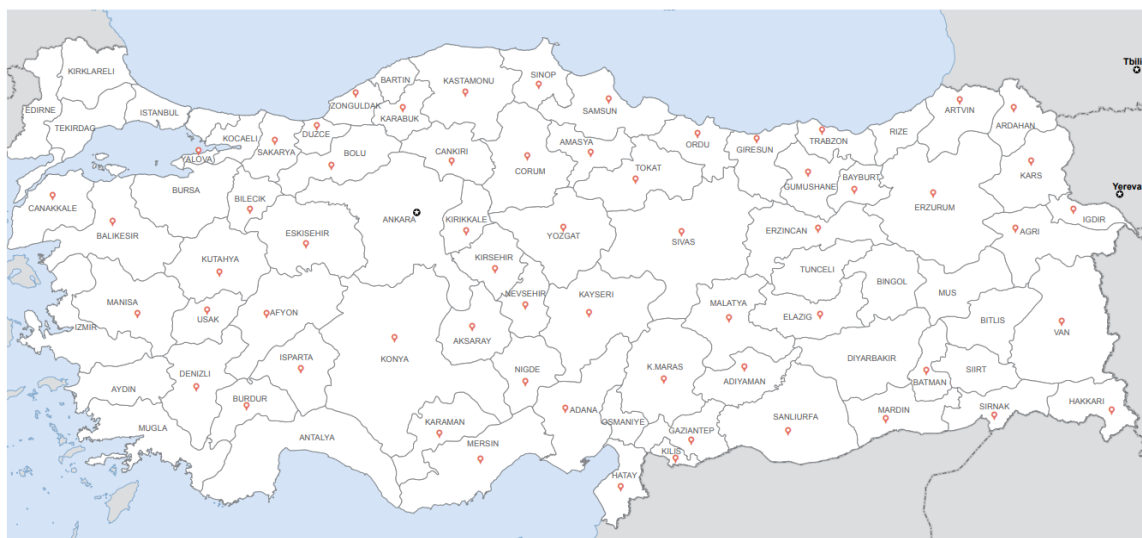 Tbili
KIRKLARELI
BARTIN
KASTAMONU
SINOP
EDIRNE
ISTANBUL
ZONGULDAK
KARABUK
SAMSUN
ARTVIN
ARDAHAN
TEKIRDAG
KOCAELI
DUZCE
SAKARYA
BOLU
CANKIRI
CORUM
AMASYA
ORDU
GIRESUN
TRABZON
RIZE
YALOVA
TOKAT
GUMUSHANE
BAYBURT
KARS
BURSA
BILECIK
CANAKKALE
ERZURUM
Yereva
ANKARA
KIRIKKALE
IGDIR
BALIKESIR
ESKISEHIR
YOZGAT
SIVAS
ERZINCAN
AGRI
KUTAHYA
KIRSEHIR
TUNCELI
BINGOL
NEVSEHIR
KAYSERI
MUS
MANISA
MALATYA
USAK
AFYON
ELAZIG
BITLIS
IZMIR
VAN
AKSARAY
KONYA
ISPARTA
DIYARBAKIR
NIGDE
K.MARAS
DENIZLI
ADIYAMAN
BATMAN
SIIRT
AYDIN
BURDUR
HAKKARI
ADANA
MARDIN
SIRNAK
KARAMAN
OSMANIYE
SANLIURFA
MUGLA
GAZIANTEP
ANTALYA
MERSIN
KILIS
HATAY